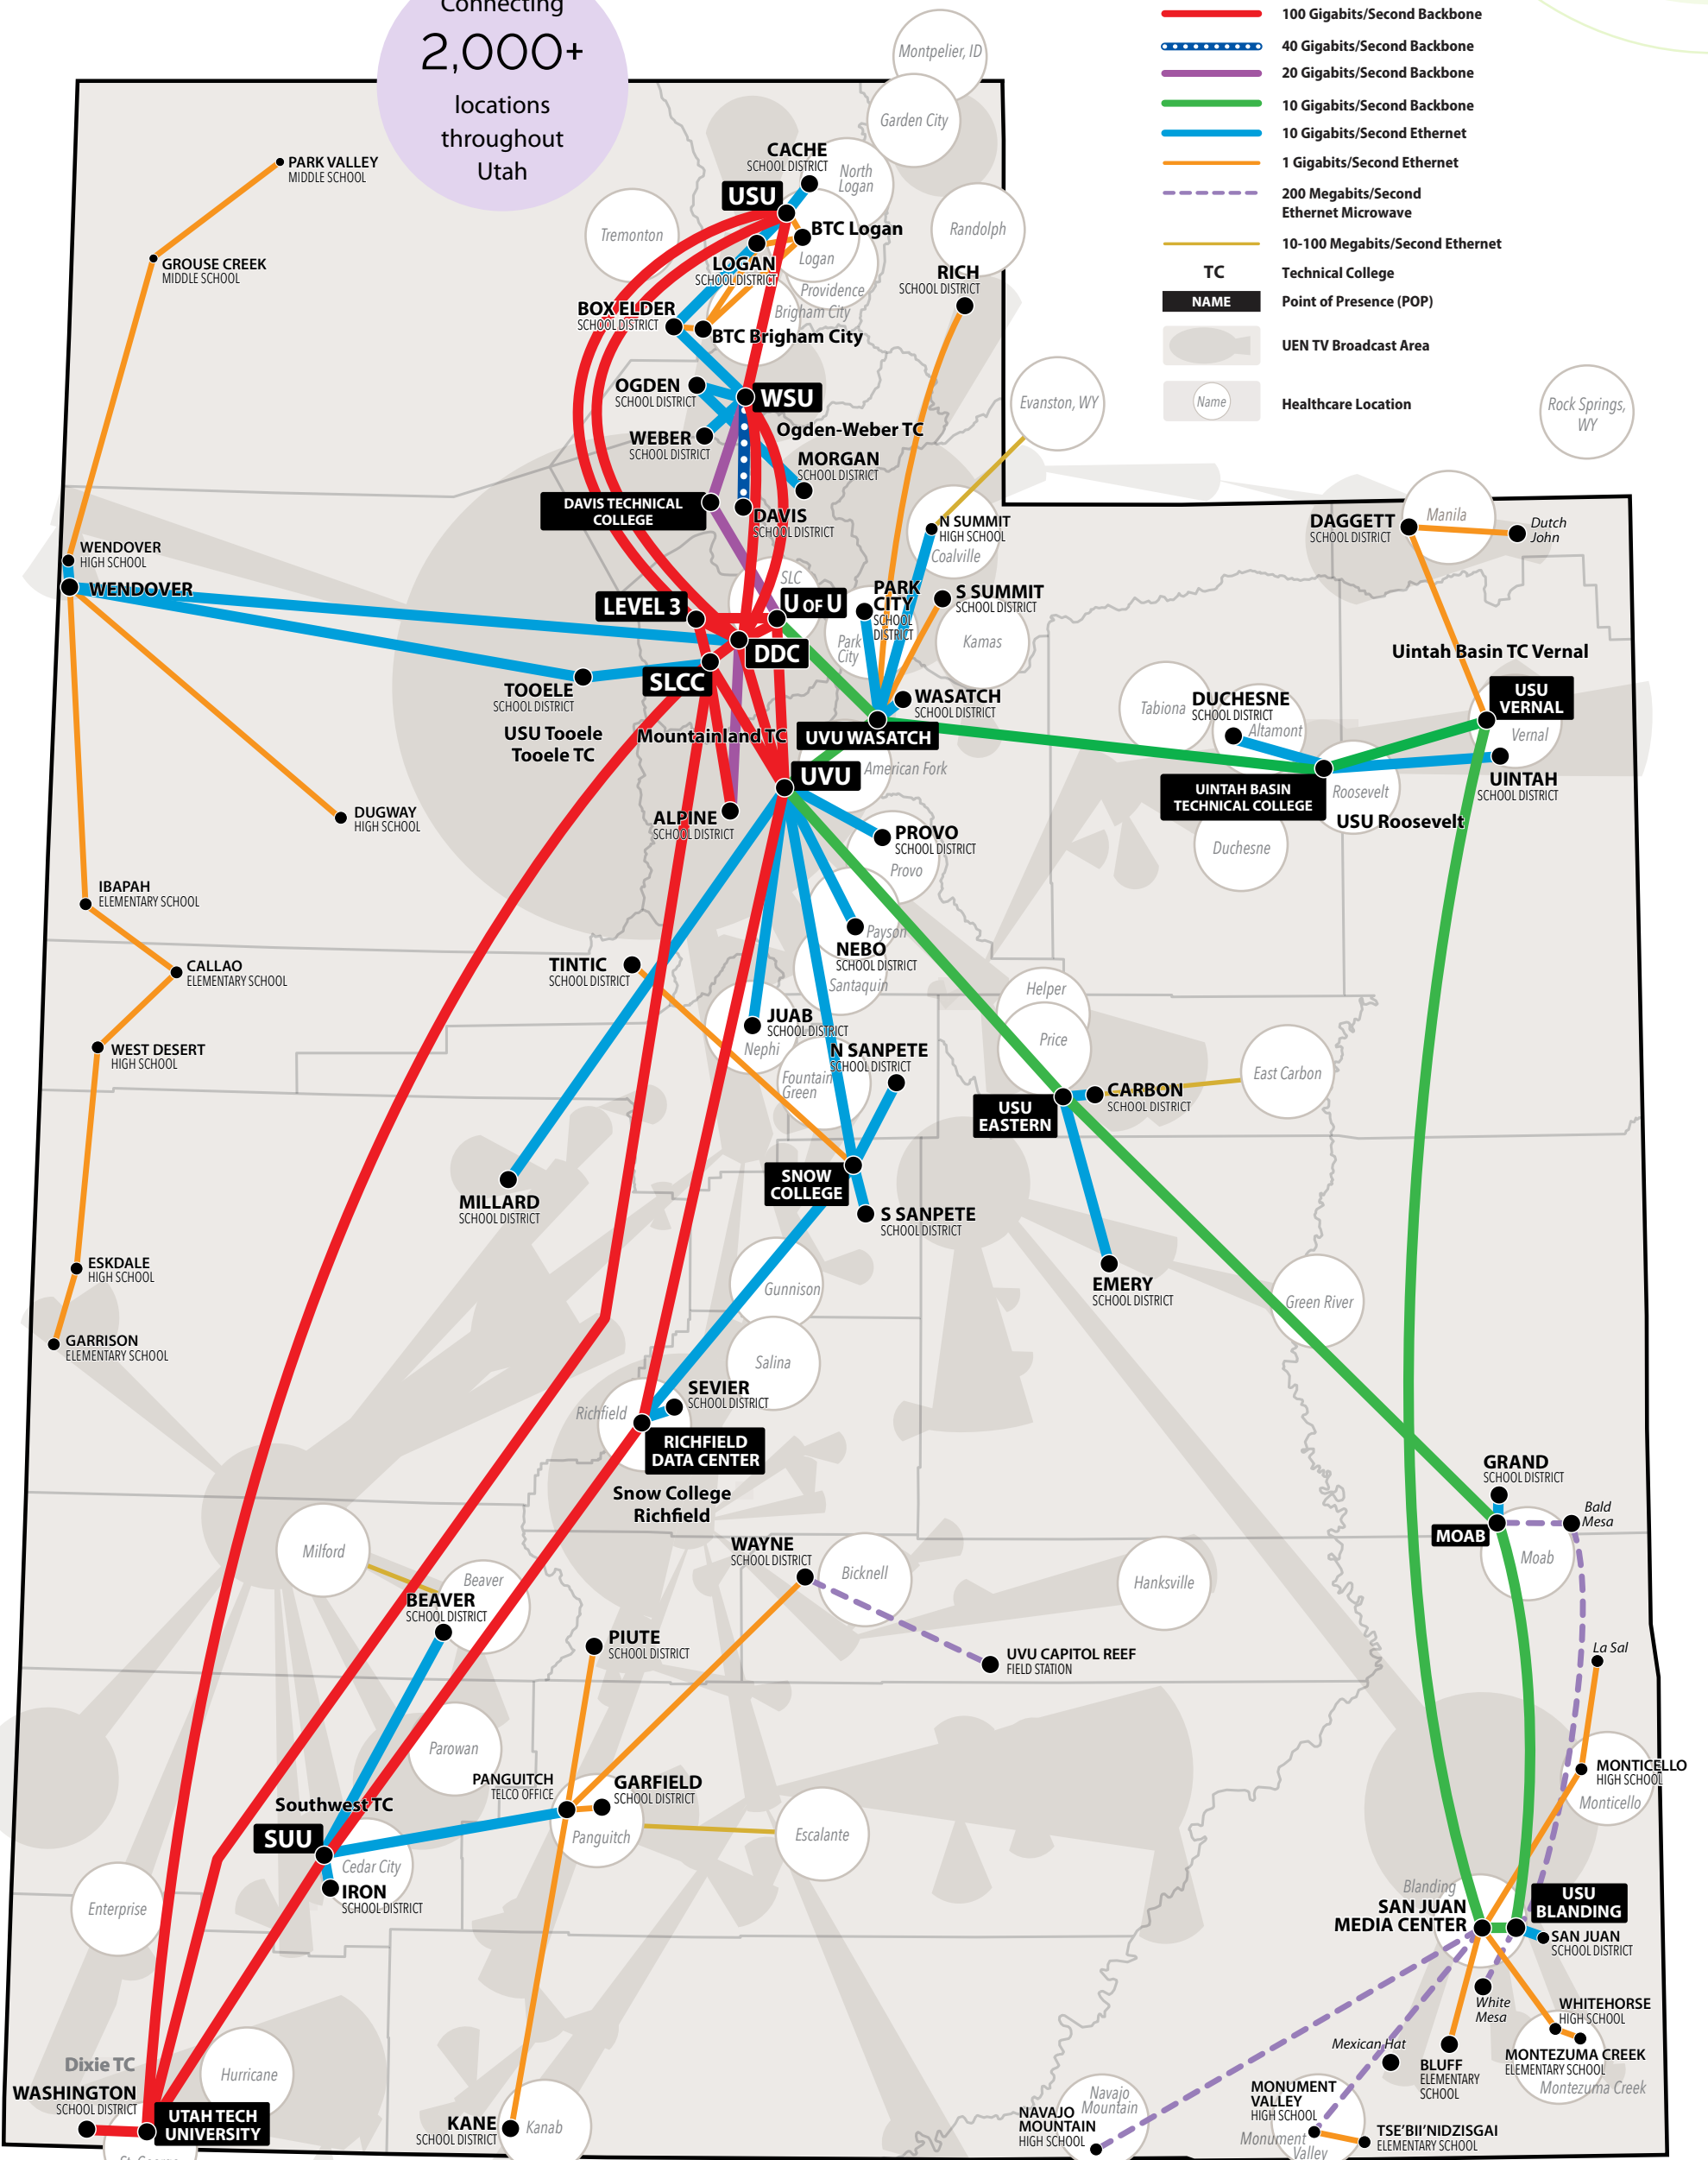 Connecting
2,000+
locations
throughout
Utah
100 Gigabits/Second Backbone
40 Gigabits/Second Backbone
20 Gigabits/Second Backbone
10 Gigabits/Second Backbone
10 Gigabits/Second Ethernet
1 Gigabits/Second Ethernet
200 Megabits/Second
Ethernet Microwave
10-100 Megabits/Second Ethernet
TC
Technical College
NAME
Point of Presence (POP)
UEN TV Broadcast Area
Name
Healthcare Location
Montpelier, ID
Garden City
PARK VALLEY
MIDDLE SCHOOL
CACHE
SCHOOL DISTRICT
North
Logan
USU
Tremonton
BTC Logan
Logan
Randolph
GROUSE CREEK
MIDDLE SCHOOL
LOGAN
SCHOOL DISTRICT
RICH
SCHOOL DISTRICT
Providence
BOX ELDER
SCHOOL DISTRICT
Brigham City
BTC Brigham City
OGDEN
SCHOOL DISTRICT
WSU
Evanston, WY
Rock Springs,
WY
WEBER
SCHOOL DISTRICT
Ogden-Weber TC
MORGAN
SCHOOL DISTRICT
DAVIS TECHNICAL
COLLEGE
DAVIS
SCHOOL DISTRICT
N SUMMIT
HIGH SCHOOL
Coalville
DAGGETT
SCHOOL DISTRICT
Manila
Dutch
John
WENDOVER
HIGH SCHOOL
WENDOVER
SLC
LEVEL 3
U OF U
PARK
CITY
SCHOOL
DISTRICT
S SUMMIT
SCHOOL DISTRICT
Park
City
Kamas
DDC
SLCC
TOOELE
SCHOOL DISTRICT
WASATCH
SCHOOL DISTRICT
Uintah Basin TC Vernal
USU
VERNAL
Vernal
Tabiona
DUCHESNE
SCHOOL DISTRICT
Altamont
USU Tooele
Tooele TC
Mountainland TC
UVU WASATCH
UVU
American Fork
UINTAH BASIN
TECHNICAL COLLEGE
Roosevelt
UINTAH
SCHOOL DISTRICT
USU Roosevelt
Duchesne
DUGWAY
HIGH SCHOOL
ALPINE
SCHOOL DISTRICT
PROVO
SCHOOL DISTRICT
Provo
IBAPAH
ELEMENTARY SCHOOL
Payson
NEBO
SCHOOL DISTRICT
Santaquin
CALLAO
ELEMENTARY SCHOOL
TINTIC
SCHOOL DISTRICT
Helper
JUAB
SCHOOL DISTRICT
Nephi
Price
WEST DESERT
HIGH SCHOOL
N SANPETE
SCHOOL DISTRICT
Fountain
Green
East Carbon
CARBON
SCHOOL DISTRICT
USU
EASTERN
MILLARD
SCHOOL DISTRICT
SNOW
COLLEGE
S SANPETE
SCHOOL DISTRICT
ESKDALE
HIGH SCHOOL
EMERY
SCHOOL DISTRICT
Gunnison
Green River
GARRISON
ELEMENTARY SCHOOL
Salina
SEVIER
SCHOOL DISTRICT
Richfield
RICHFIELD
DATA CENTER
Snow College
Richfield
GRAND
SCHOOL DISTRICT
Bald
Mesa
MOAB
Moab
Milford
WAYNE
SCHOOL DISTRICT
Bicknell
Hanksville
Beaver
BEAVER
SCHOOL DISTRICT
PIUTE
SCHOOL DISTRICT
UVU CAPITOL REEF
FIELD STATION
La Sal
Parowan
MONTICELLO
HIGH SCHOOL
Monticello
PANGUITCH
TELCO OFFICE
GARFIELD
SCHOOL DISTRICT
Southwest TC
SUU
Panguitch
Escalante
Cedar City
IRON
SCHOOL DISTRICT
Enterprise
Blanding
SAN JUAN
MEDIA CENTER
USU
BLANDING
SAN JUAN
SCHOOL DISTRICT
White
Mesa
WHITEHORSE
HIGH SCHOOL
Mexican Hat
BLUFF
ELEMENTARY
SCHOOL
MONTEZUMA CREEK
ELEMENTARY SCHOOL
Montezuma Creek
Dixie TC
Hurricane
WASHINGTON
SCHOOL DISTRICT
UTAH TECH
UNIVERSITY
St. George
KANE
SCHOOL DISTRICT
Kanab
Navajo
Mountain
NAVAJO
MOUNTAIN
HIGH SCHOOL
MONUMENT
VALLEY
HIGH SCHOOL
Monument
Valley
TSE'BII'NIDZISGAI
ELEMENTARY SCHOOL